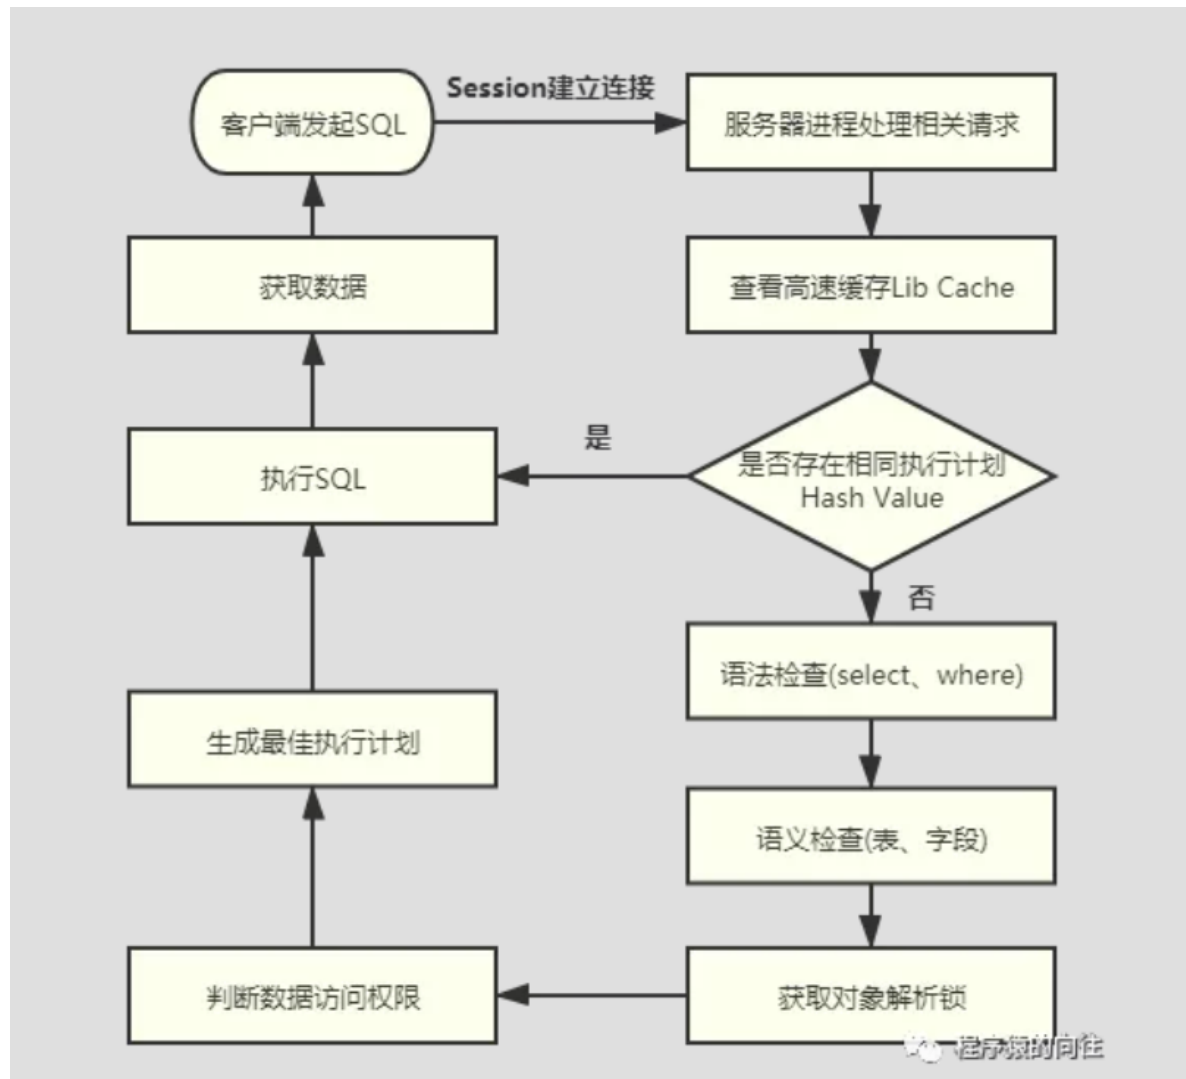 客户端发起SQL
Session建立连接
服务器进程处理相关请求
获取数据
查看高速缓存Lib Cache
执行SQL
是
是否存在相同执行计划
Hash Value
否
语法检查(select、where)
生成最佳执行计划
语义检查(表、字段)
判断数据访问权限
获取对象解析锁
程序猿的向往